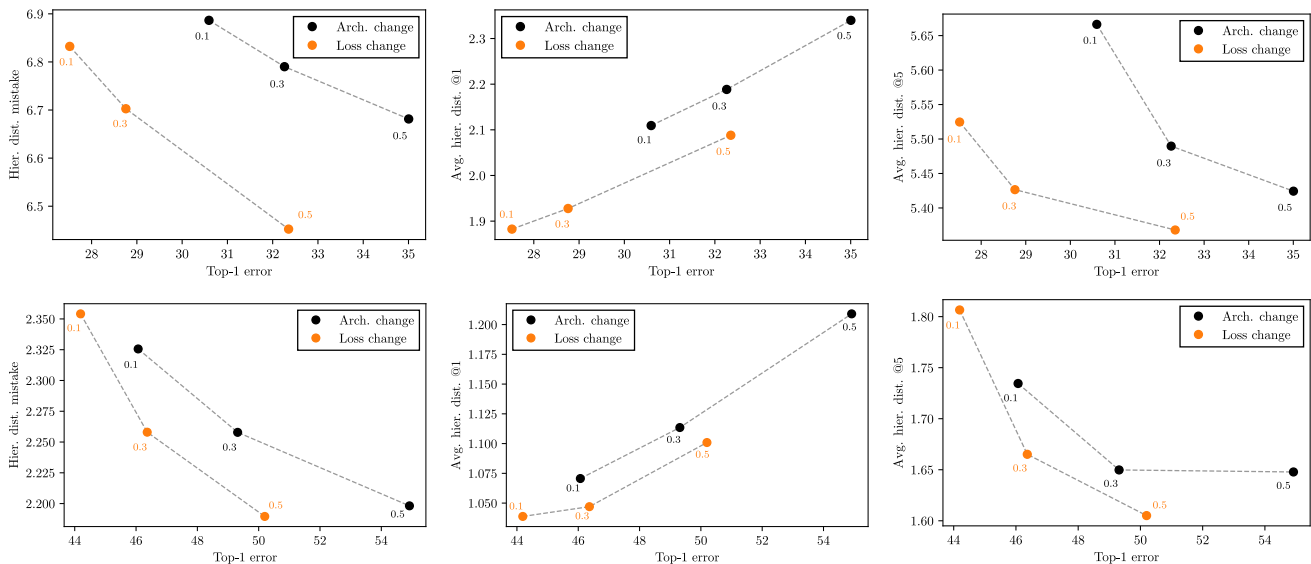 6.9
6.8
6.7
6.6
6.5
Hier. dist. mistake
0.1
0.3
0.5
0.1
0.3
0.5
Arch. change
Loss change
28 29 30 31 32 33 34 35
Top-1 error
2.3
2.2
2.1
2.0
1.9
Avg. hier. dist. @1
Arch. change
Loss change
0.5
0.3
0.1
0.5
0.1
0.3
28 29 30 31 32 33 34 35
Top-1 error
5.65
5.60
5.55
5.50
5.45
5.40
Avg. hier. dist. @5
Arch. change
Loss change
0.1
0.1
0.3
0.3
0.5
0.5
28 29 30 31 32 33 34 35
Top-1 error
2.350
2.325
2.300
2.275
2.250
2.225
2.200
Hier. dist. mistake
Arch. change
Loss change
0.1
0.1
0.3
0.3
0.5
0.5
44 46 48 50 52 54
Top-1 error
1.200
1.175
1.150
1.125
1.100
1.075
1.050
Avg. hier. dist. @1
Arch. change
Loss change
0.5
0.3
0.5
0.1
0.1
0.3
44 46 48 50 52 54
Top-1 error
1.80
1.75
1.70
1.65
1.60
Avg. hier. dist. @5
Arch. change
Loss change
0.1
0.1
0.3
0.3
0.5
0.5
44 46 48 50 52 54
Top-1 error